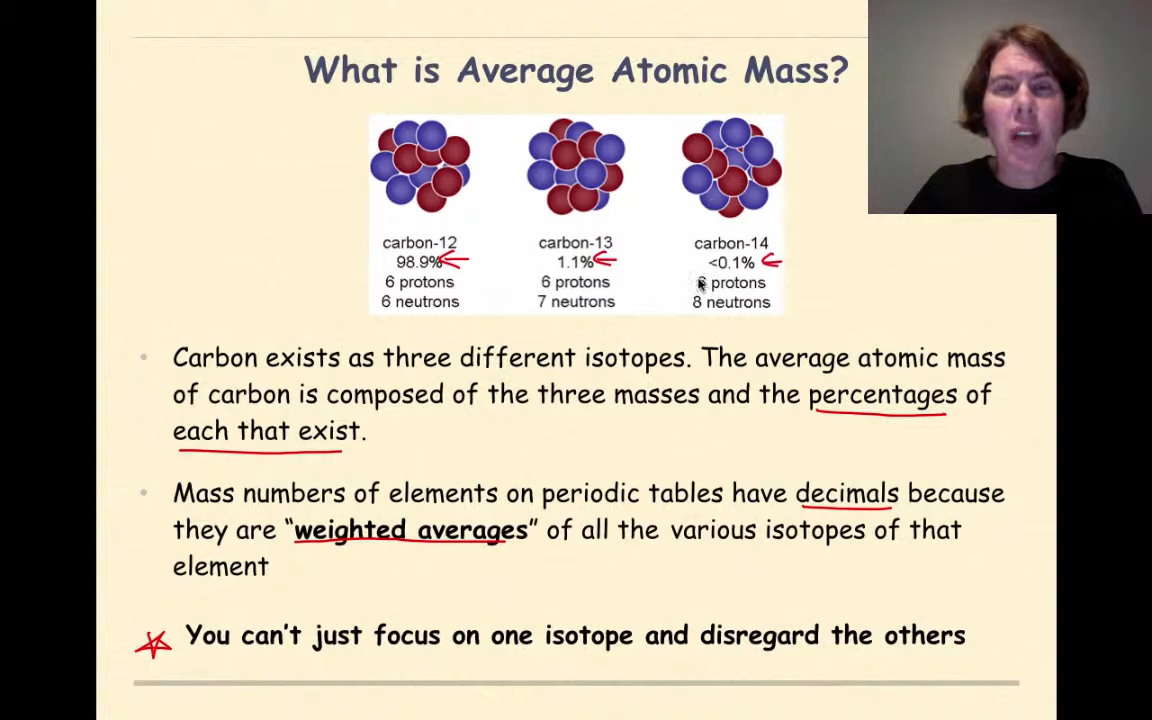 What is Average Atomic Mass?
carbon-12 carbon-13 carbon-14
98.9% 1.1% <0.1%
6 protons 6 protons 6 protons
6 neutrons 7 neutrons 8 neutrons
• Carbon exists as three different isotopes. The average atomic mass
of carbon is composed of the three masses and the percentages of
each that exist.
• Mass numbers of elements on periodic tables have decimals because
they are “weighted averages” of all the various isotopes of that
element
You can’t just focus on one isotope and disregard the others